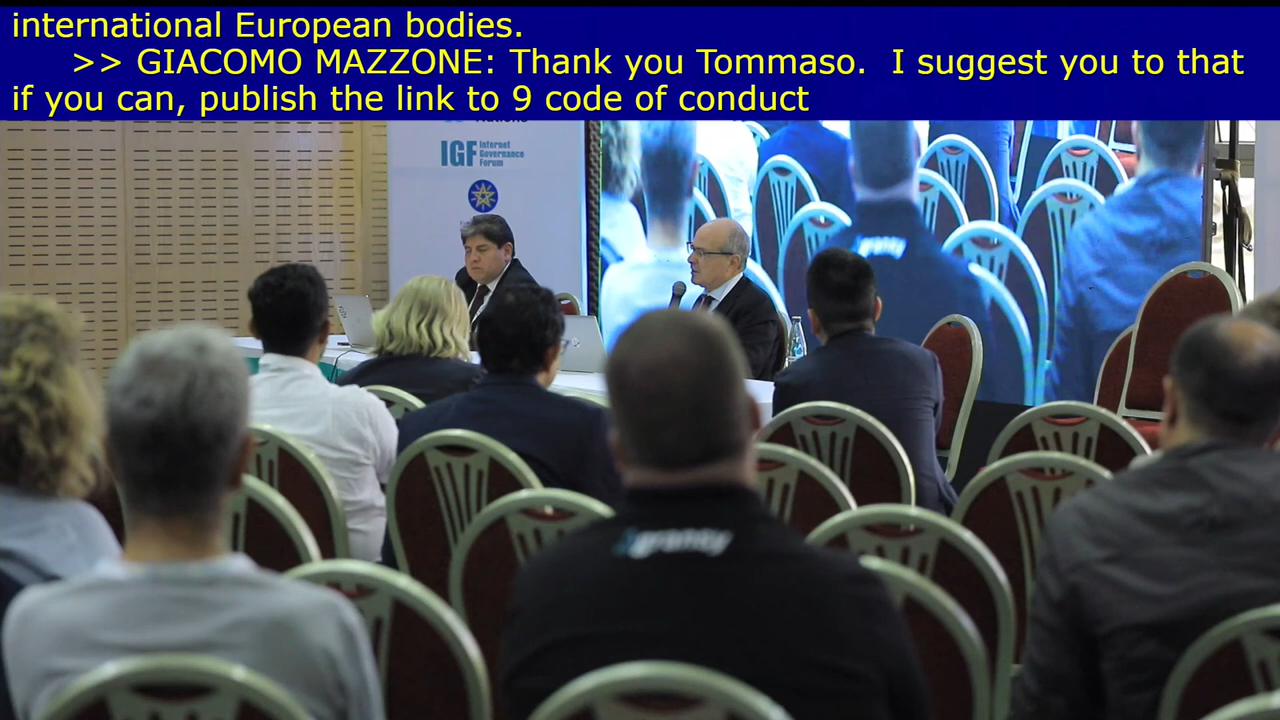 international European bodies.
>> GIACOMO MAZZONE: Thank you Tommaso.  I suggest you to that
if you can, publish the link to 9 code of conduct
IGF Internet
Governance
Forum